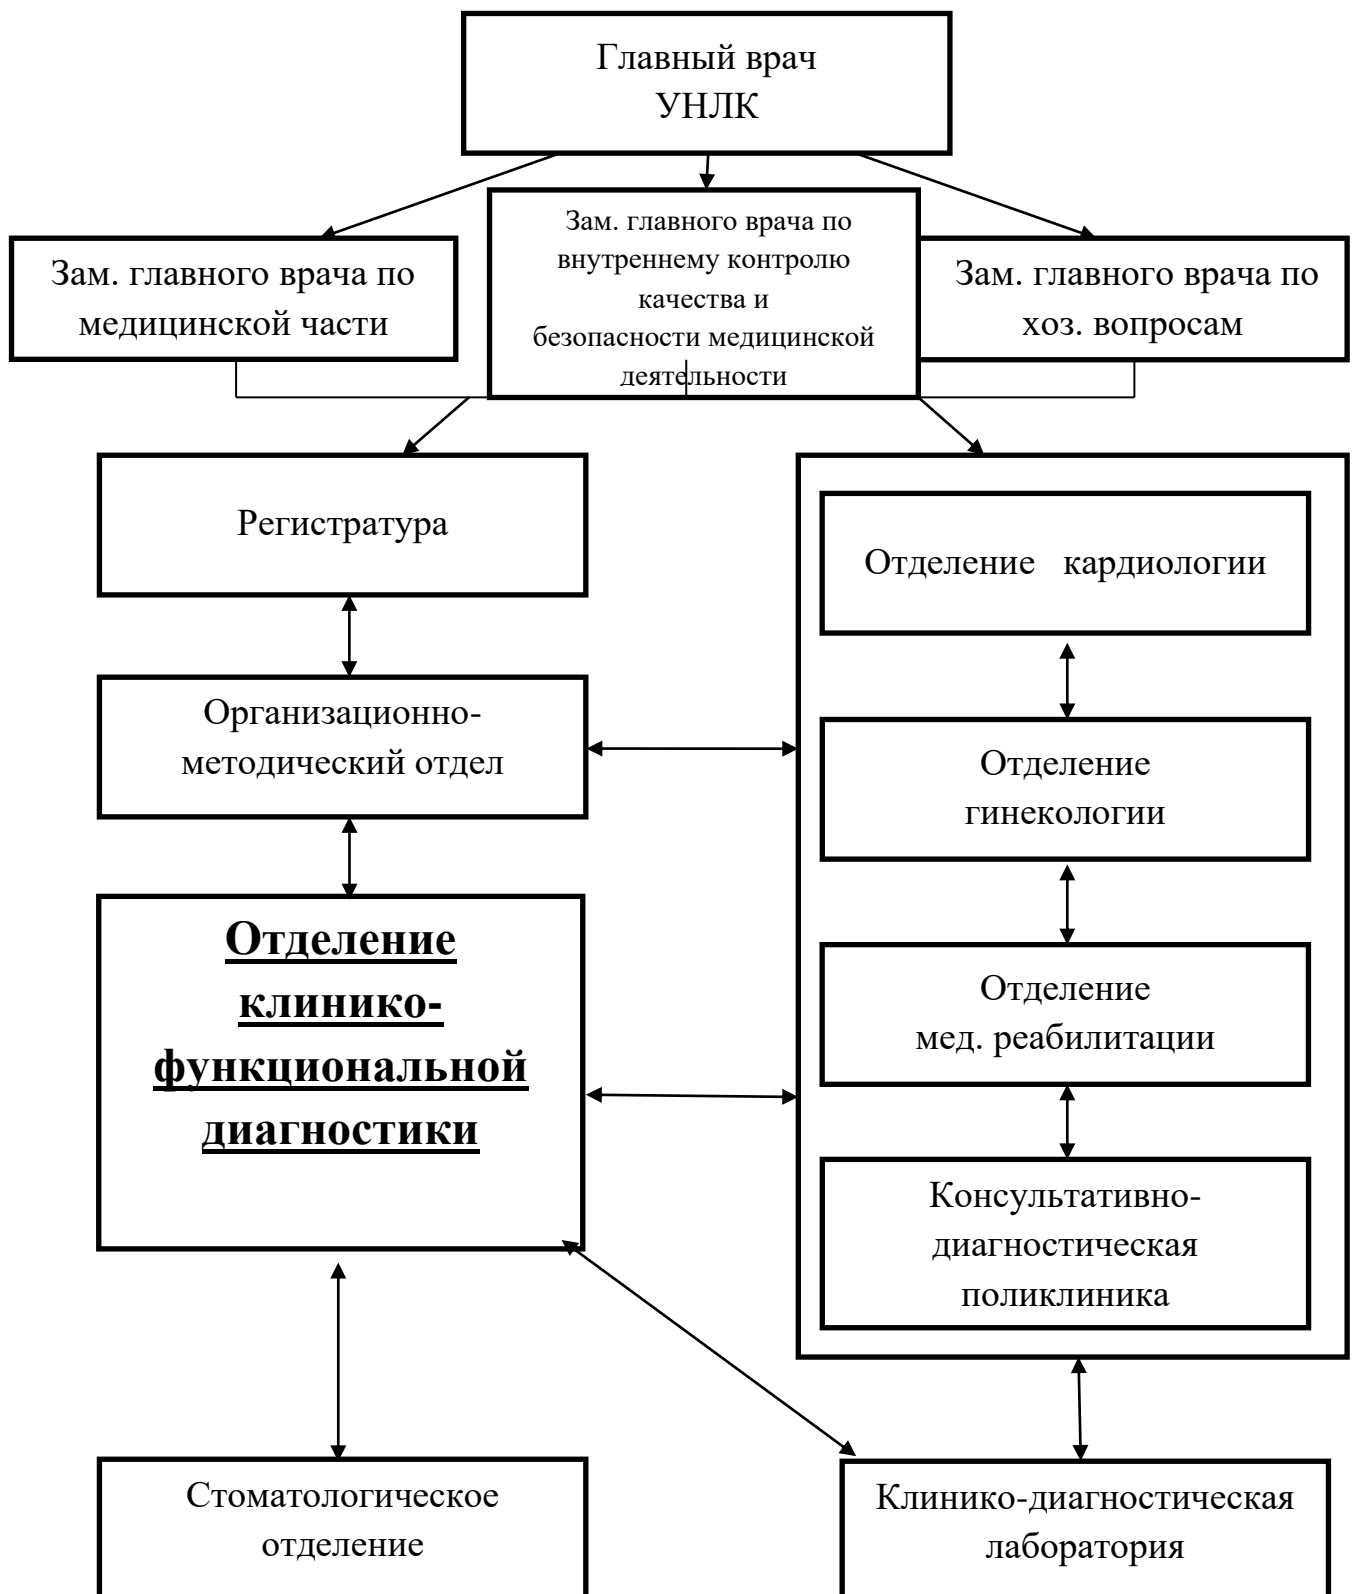 Главный врач
УНЛК
Зам. главного врача по
медицинской части
Зам. главного врача по
внутреннему контролю
качества и
безопасности медицинской
деятельности
Зам. главного врача по
хоз. вопросам
Регистратура
Организационно-
методический отдел
Отделение
клинико-
функциональной
диагностики
Стоматологическое
отделение
Отделение кардиологии
Отделение
гинекологии
Отделение
мед. реабилитации
Консультативно-
диагностическая
поликлиника
Клинико-диагностическая
лаборатория